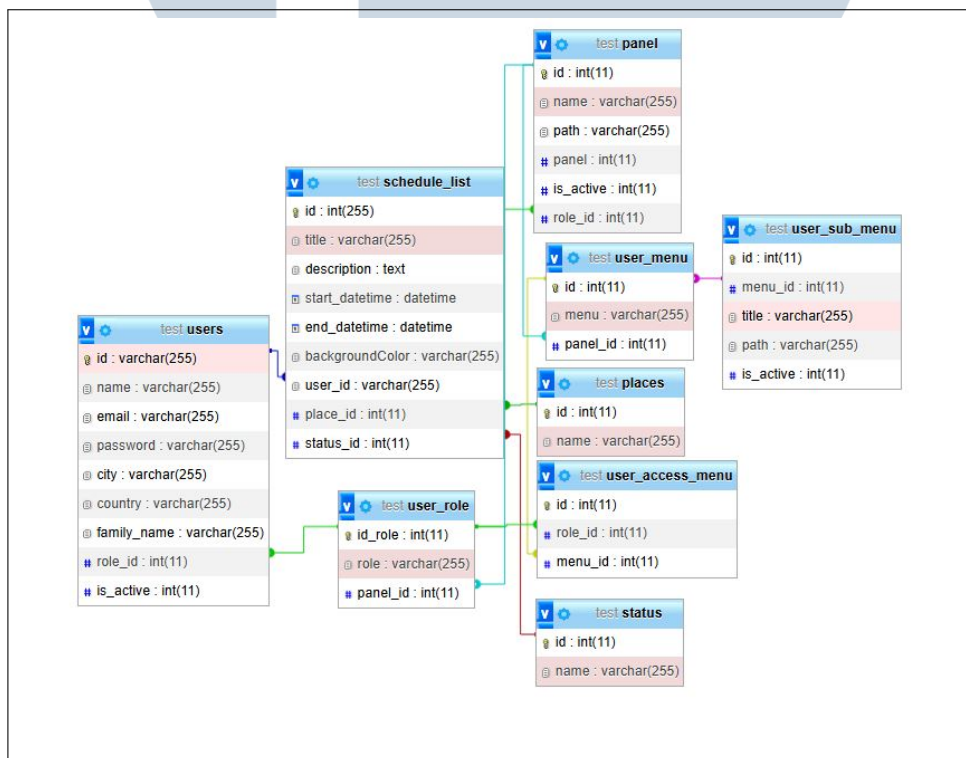 test users
id : varchar(255)
name : varchar(255)
email : varchar(255)
password : varchar(255)
city : varchar(255)
country : varchar(255)
family_name : varchar(255)
role_id : int(11)
is_active : int(11)
test schedule_list
id : int(255)
title : varchar(255)
description : text
start_datetime : datetime
end_datetime : datetime
backgroundColor : varchar(255)
user_id : varchar(255)
place_id : int(11)
status_id : int(11)
test user_role
id_role : int(11)
role : varchar(255)
panel_id : int(11)
test panel
id : int(11)
name : varchar(255)
path : varchar(255)
panel : int(11)
is_active : int(11)
role_id : int(11)
test user_menu
id : int(11)
menu : varchar(255)
panel_id : int(11)
test places
id : int(11)
name : varchar(255)
test user_access_menu
id : int(11)
role_id : int(11)
menu_id : int(11)
test status
id : int(11)
name : varchar(255)
test user_sub_menu
id : int(11)
menu_id : int(11)
title : varchar(255)
path : varchar(255)
is_active : int(11)